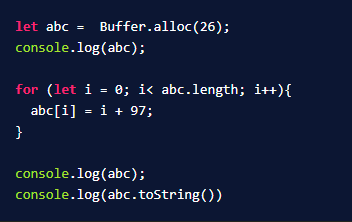 let abc =  Buffer.alloc(26);
console.log(abc);
for (let i = 0; i< abc.length; i++){
  abc[i] = i + 97;
}
console.log(abc);
console.log(abc.toString())